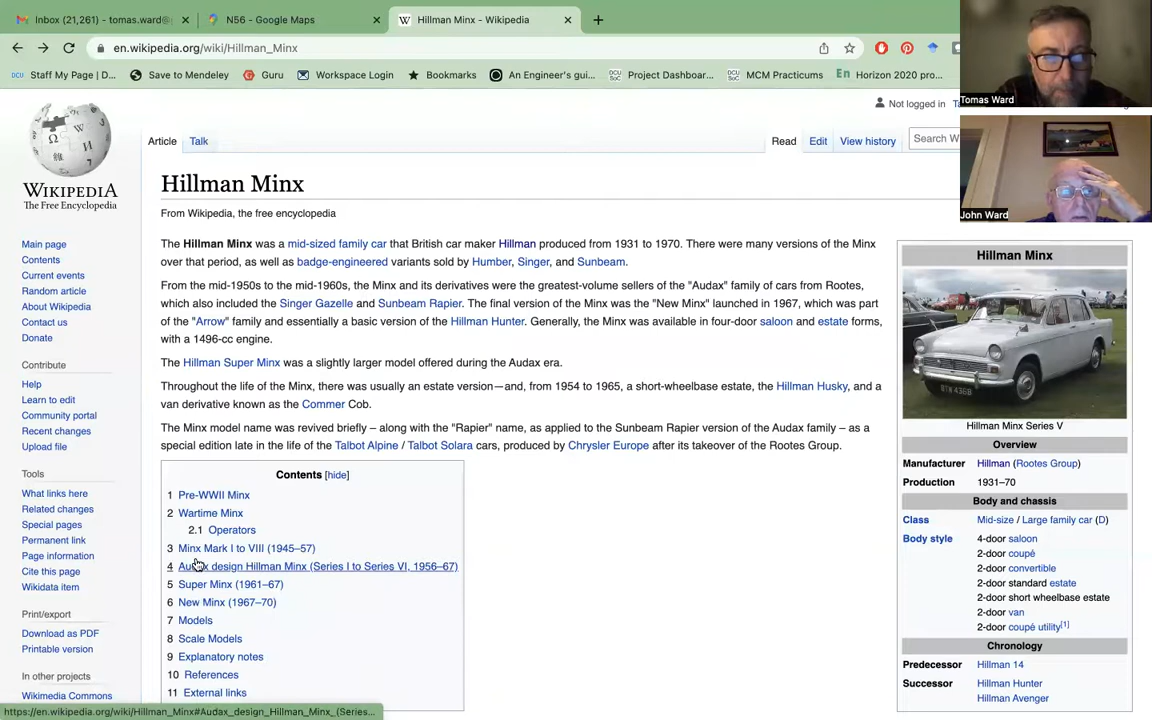 Inbox (21,261) - tomas.ward@
N56 - Google Maps
Hillman Minx - Wikipedia
en.wikipedia.org/wiki/Hillman_Minx
Staff My Page | D...
Save to Mendeley
Guru
Workspace Login
Bookmarks
An Engineer's gui...
Project Dashboar...
MCM Practicums
Horizon 2020 pro...
Tomas Ward
John Ward
WIKIPEDIA
The Free Encyclopedia
Main page
Contents
Current events
Random article
About Wikipedia
Contact us
Donate
Contribute
Help
Learn to edit
Community portal
Recent changes
Upload file
Tools
What links here
Related changes
Special pages
Permanent link
Page information
Cite this page
Wikidata item
Print/export
Download as PDF
Printable version
In other projects
Wikimedia Commons
Not logged in
Article Talk
Read Edit View history
Search W
Hillman Minx
From Wikipedia, the free encyclopedia
The Hillman Minx was a mid-sized family car that British car maker Hillman produced from 1931 to 1970. There were many versions of the Minx
over that period, as well as badge-engineered variants sold by Humber, Singer, and Sunbeam.
From the mid-1950s to the mid-1960s, the Minx and its derivatives were the greatest-volume sellers of the "Audax" family of cars from Rootes,
which also included the Singer Gazelle and Sunbeam Rapier. The final version of the Minx was the "New Minx" launched in 1967, which was part
of the "Arrow" family and essentially a basic version of the Hillman Hunter. Generally, the Minx was available in four-door saloon and estate forms,
with a 1496-cc engine.
The Hillman Super Minx was a slightly larger model offered during the Audax era.
Throughout the life of the Minx, there was usually an estate version—and, from 1954 to 1965, a short-wheelbase estate, the Hillman Husky, and a
van derivative known as the Commer Cob.
The Minx model name was revived briefly – along with the "Rapier" name, as applied to the Sunbeam Rapier version of the Audax family – as a
special edition late in the life of the Talbot Alpine / Talbot Solara cars, produced by Chrysler Europe after its takeover of the Rootes Group.
Contents [hide]
1 Pre-WWII Minx
2 Wartime Minx
2.1 Operators
3 Minx Mark I to VIII (1945–57)
4 Audax design Hillman Minx (Series I to Series VI, 1956–67)
5 Super Minx (1961–67)
6 New Minx (1967–70)
7 Models
8 Scale Models
9 Explanatory notes
10 References
11 External links
Hillman Minx
Hillman Minx Series V
Overview
Manufacturer Hillman (Rootes Group)
Production 1931–70
Body and chassis
Class Mid-size / Large family car (D)
Body style 4-door saloon
2-door coupé
2-door convertible
2-door standard estate
2-door short wheelbase estate
2-door van
2-door coupé utility[1]
Chronology
Predecessor Hillman 14
Successor Hillman Hunter
Hillman Avenger
https://en.wikipedia.org/wiki/Hillman_Minx#Audax_design_Hillman_Minx_(Series...